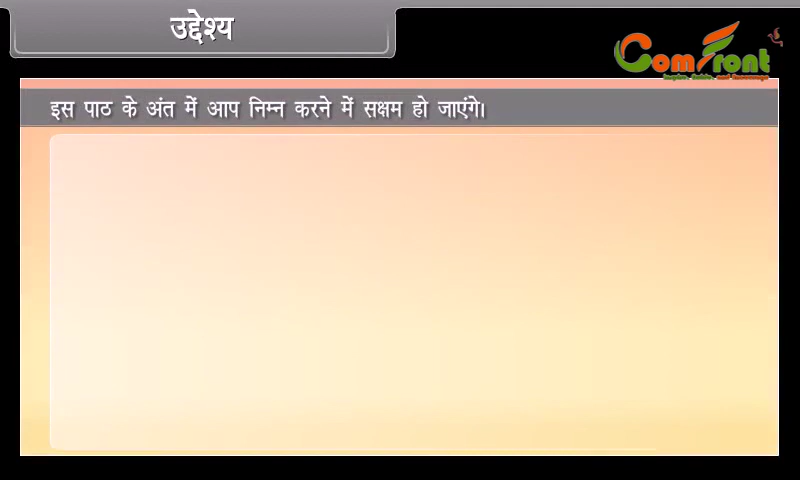 उद्देश्य
ComFront
इस पाठ के अंत में आप निम्न करने में सक्षम हो जाएंगे।